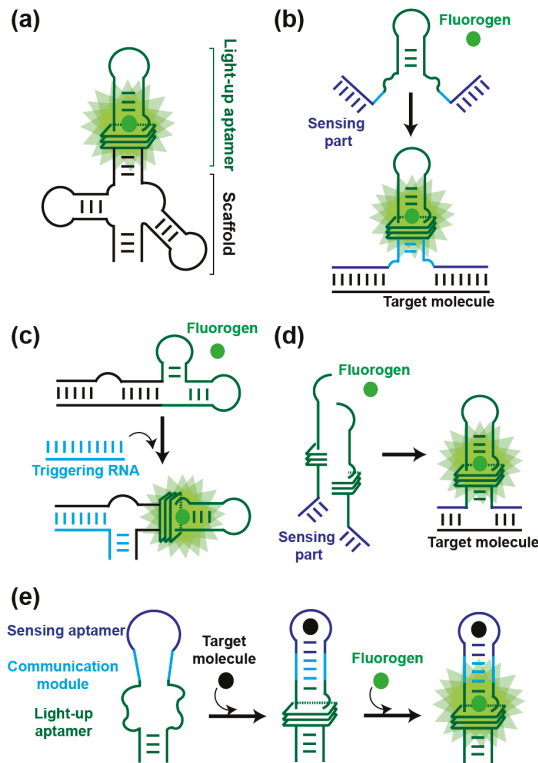 (a)
Light-up aptamer
Scaffold
(b)
Fluorogen
Sensing
part
Target molecule
(c)
Fluorogen
Triggering RNA
(d)
Fluorogen
Sensing
part
Target molecule
(e)
Sensing aptamer
Communication
module
Light-up
aptamer
Target
molecule
Fluorogen